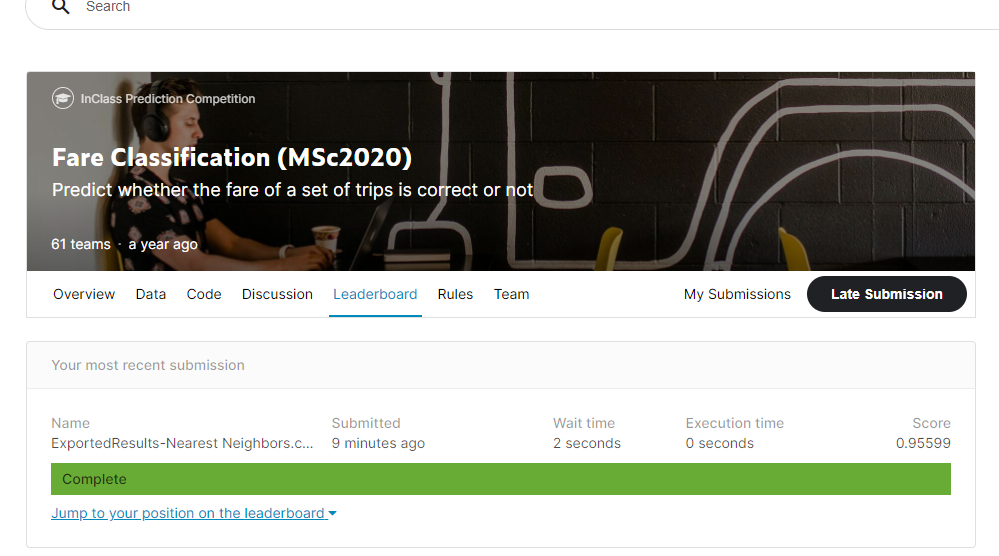 Search
InClass Prediction Competition
Fare Classification (MSc2020)
Predict whether the fare of a set of trips is correct or not
61 teams · a year ago
Overview Data Code Discussion Leaderboard Rules Team My Submissions Late Submission
Your most recent submission
Name Submitted Wait time Execution time Score
ExportedResults-Nearest Neighbors.c... 9 minutes ago 2 seconds 0 seconds 0.95599
Complete
Jump to your position on the leaderboard